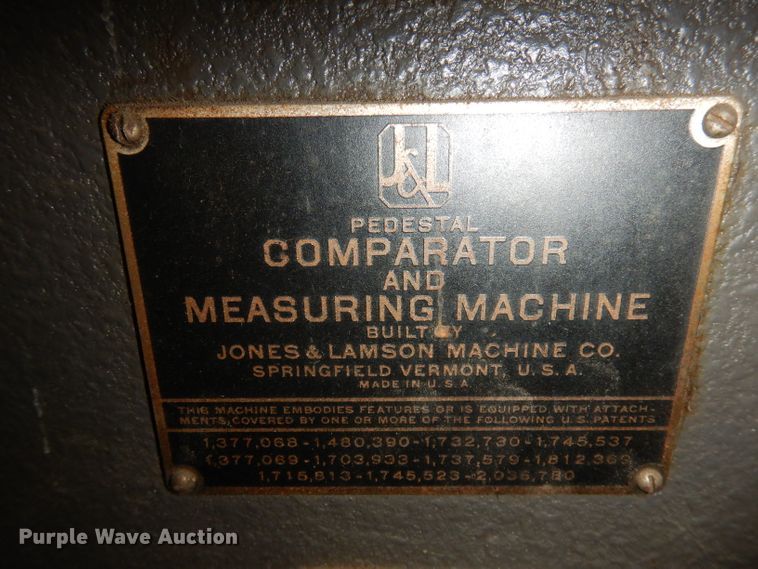 J&L
PEDESTAL
COMPARATOR
AND
MEASURING MACHINE
BUILT BY
JONES & LAMSON MACHINE CO.
SPRINGFIELD VERMONT, U.S.A.
MADE IN U.S.A.
THIS MACHINE EMBODIES FEATURES OR IS EQUIPPED WITH ATTACH-
MENTS, COVERED BY ONE OR MORE OF THE FOLLOWING U.S. PATENTS
1,377,068 - 1,480,390 - 1,732,730 - 1,745,537
1,377,069 - 1,703,933 - 1,737,579 - 1,812,369
1,715,813 - 1,745,523 - 2,036,780
Purple Wave Auction